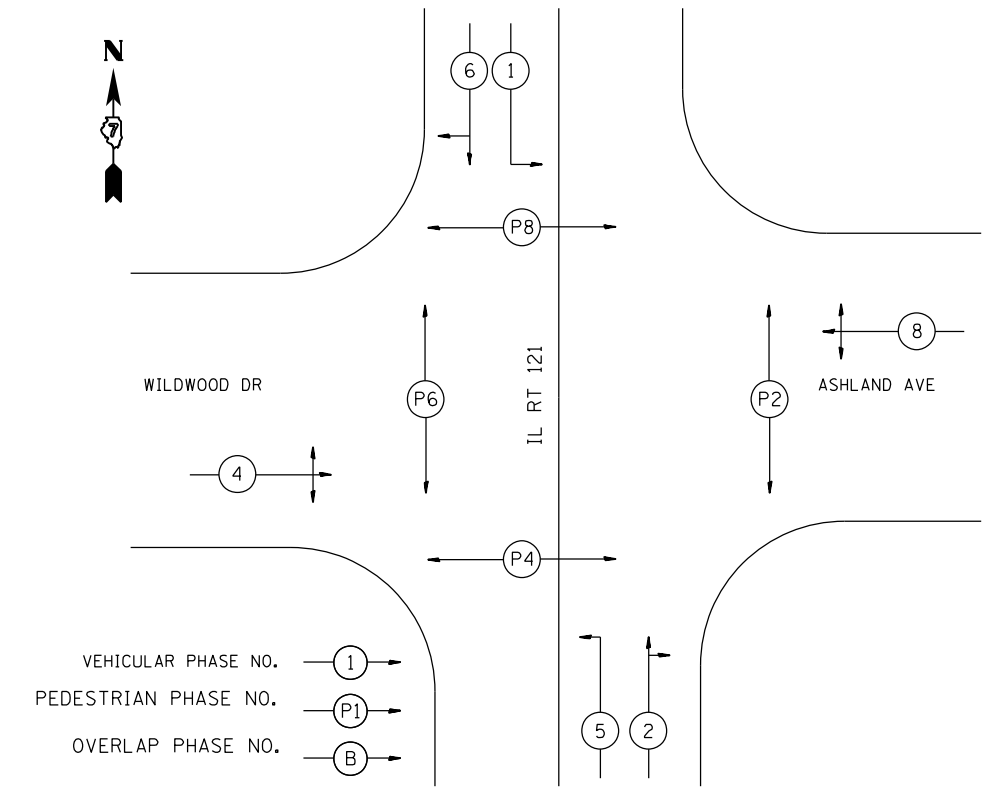 N
7
6 1
P8
8
WILDWOOD DR
P6
IL RT 121
P2
ASHLAND AVE
4
P4
VEHICULAR PHASE NO. 1
PEDESTRIAN PHASE NO. P1
OVERLAP PHASE NO. B
5 2